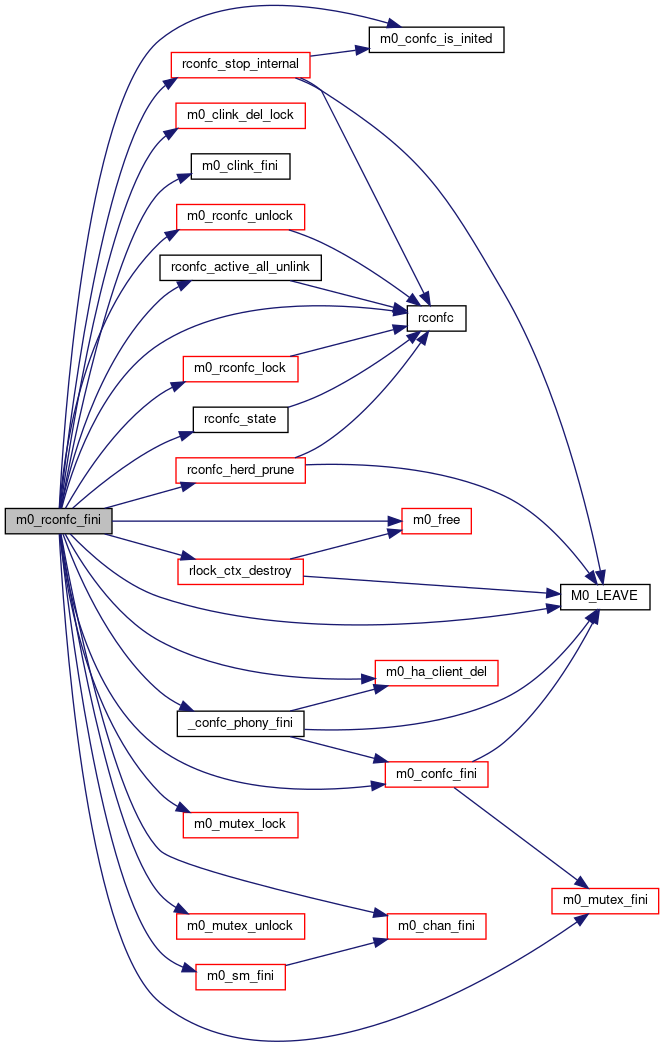 m0_confc_is_inited
rconfc_stop_internal
m0_clink_del_lock
m0_clink_fini
m0_rconfc_unlock
rconfc_active_all_unlink
rconfc
m0_rconfc_lock
rconfc_state
rconfc_herd_prune
m0_rconfc_fini
m0_free
rlock_ctx_destroy
M0_LEAVE
m0_ha_client_del
_confc_phony_fini
m0_confc_fini
m0_mutex_lock
m0_mutex_fini
m0_mutex_unlock
m0_chan_fini
m0_sm_fini